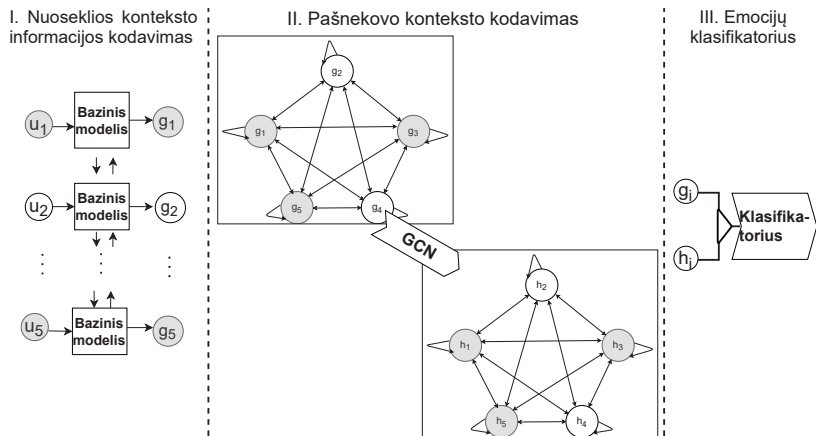 I. Nuoseklios konteksto
informacijos kodavimas
u1
Bazinis
modelis
g1
u2
Bazinis
modelis
g2
u5
Bazinis
modelis
g5
II. Pašnekovo konteksto kodavimas
g2
g1
g3
g5
g4
GCN
h2
h1
h3
h5
h4
III. Emocijų
klasifikatorius
gi
hi
Klasifika-
torius